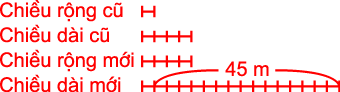 Chiều rộng cũ
Chiều dài cũ
Chiều rộng mới
Chiều dài mới
45 m